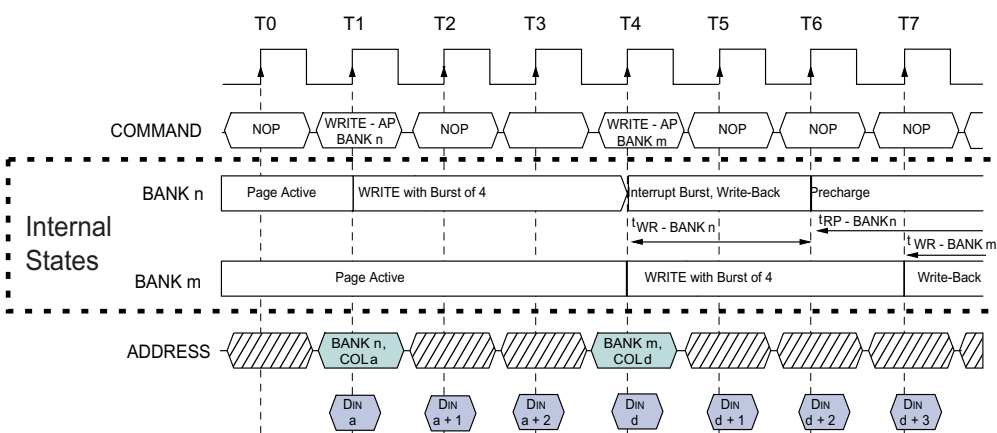 T0 T1 T2 T3 T4 T5 T6 T7
COMMAND NOP WRITE - AP NOP WRITE - AP NOP NOP NOP
BANK n BANK m
BANK n Page Active WRITE with Burst of 4 Interrupt Burst, Write-Back Precharge
Internal States
tWR - BANK n tRP - BANK n
t WR - BANK m
BANK m Page Active WRITE with Burst of 4 Write-Back
ADDRESS BANK n, COL a BANK m, COL d
DIN a DIN a + 1 DIN a + 2 DIN d DIN d + 1 DIN d + 2 DIN d + 3